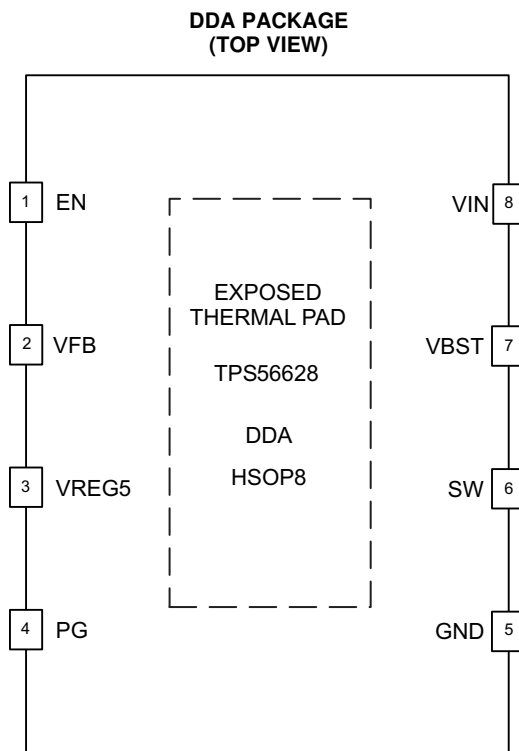 DDA PACKAGE
(TOP VIEW)
1 EN
VIN 8
EXPOSED
THERMAL PAD
2 VFB
VBST 7
TPS56628
DDA
HSOP8
3 VREG5
SW 6
4 PG
GND 5